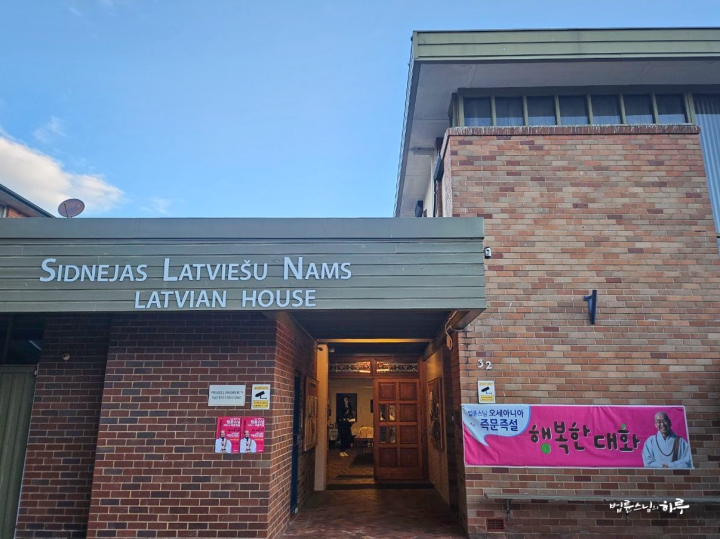 SIDNEJAS LATVIEŠU NAMS
LATVIAN HOUSE
32
법륜스님 오세아니아
즉문즉설
행복한 대화
법륜스님의 하루